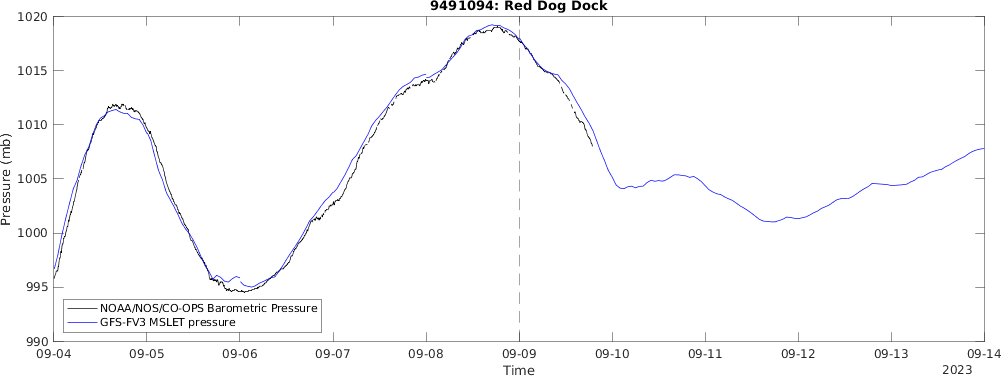 9491094: Red Dog Dock
1020
1015
1010
1005
1000
995
990
Pressure (mb)
NOAA/NOS/CO-OPS Barometric Pressure
GFS-FV3 MSLET pressure
09-04 09-05 09-06 09-07 09-08 09-09 09-10 09-11 09-12 09-13 09-14
Time
2023